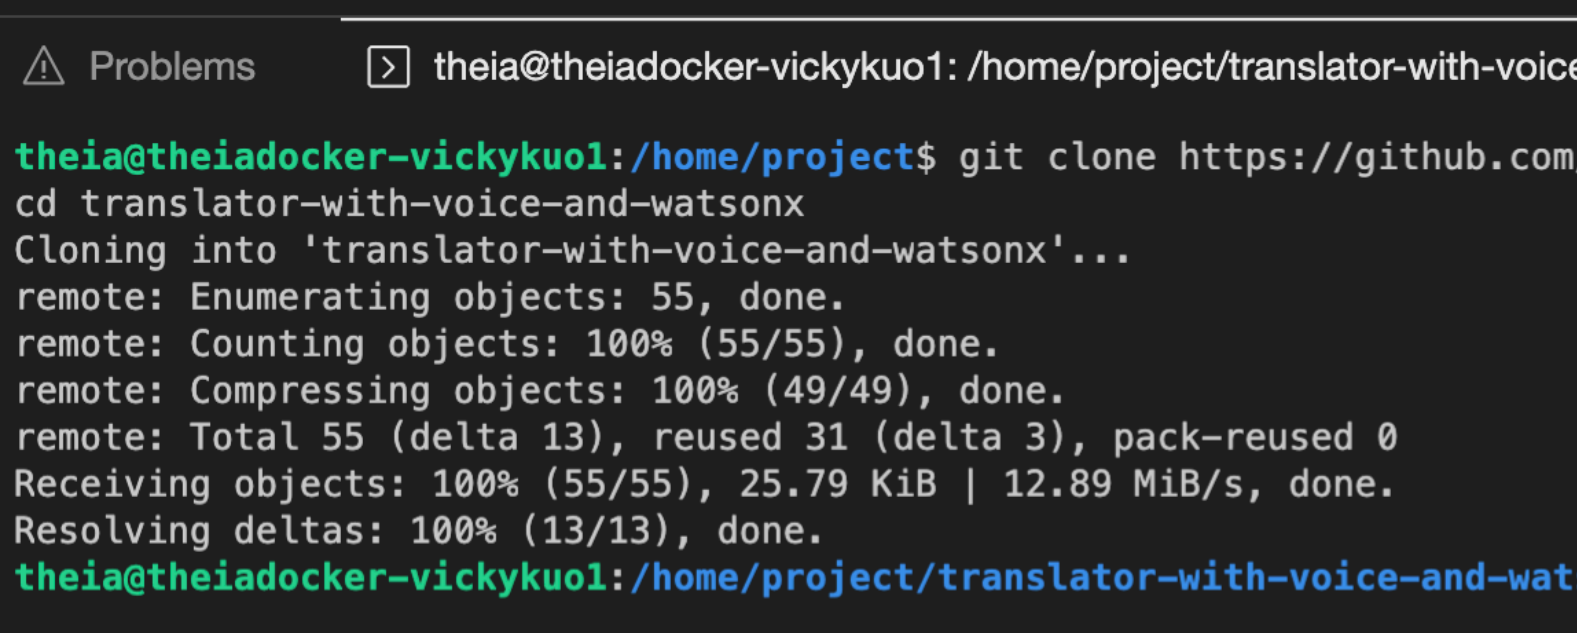 Problems
theia@theiadocker-vickykuo1: /home/project/translator-with-voice
theia@theiadocker-vickykuo1:/home/project$ git clone https://github.com
cd translator-with-voice-and-watsonx
Cloning into 'translator-with-voice-and-watsonx'...
remote: Enumerating objects: 55, done.
remote: Counting objects: 100% (55/55), done.
remote: Compressing objects: 100% (49/49), done.
remote: Total 55 (delta 13), reused 31 (delta 3), pack-reused 0
Receiving objects: 100% (55/55), 25.79 KiB | 12.89 MiB/s, done.
Resolving deltas: 100% (13/13), done.
theia@theiadocker-vickykuo1:/home/project/translator-with-voice-and-wat